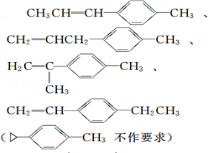 CH₃CH=CH—CH₃、
CH₂=CHCH₂—CH₃、
H₂C=C—CH₃、
CH₃
CH₂=CH—CH₂CH₃
(▷—CH₃ 不作要求)